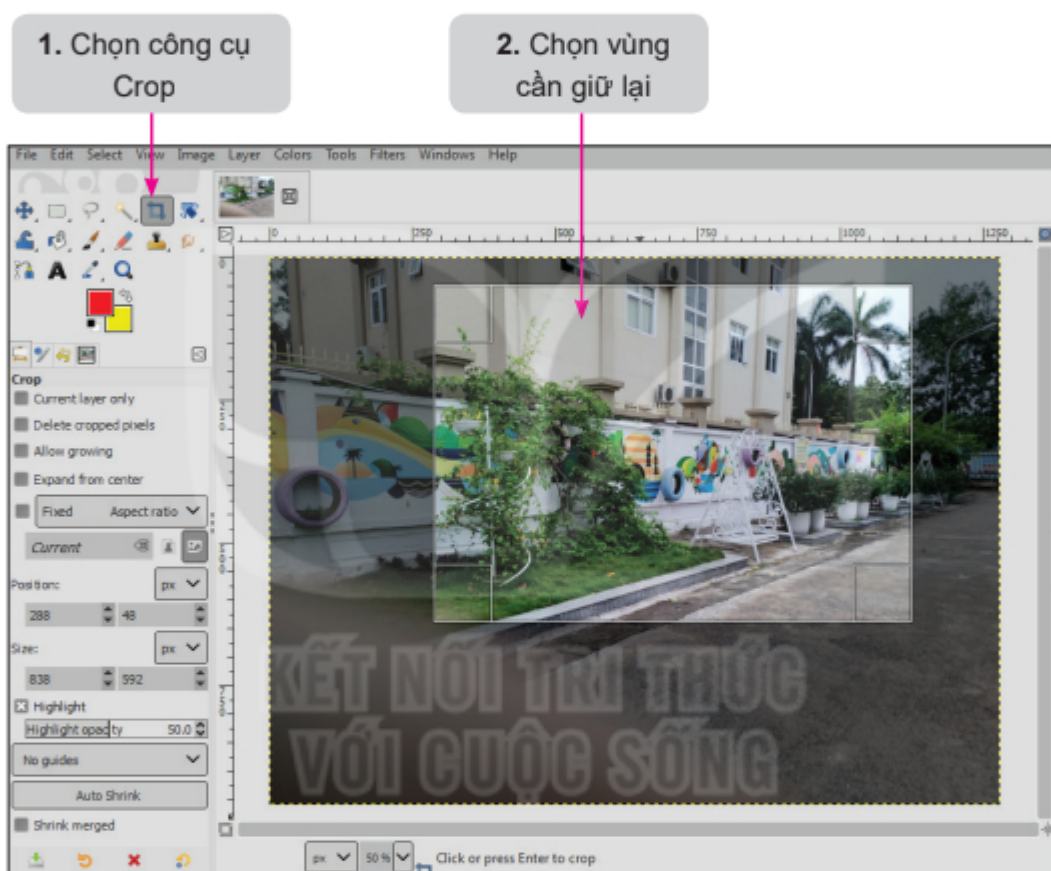 1. Chọn công cụ
Crop
2. Chọn vùng
cần giữ lại
File Edit Select View Image Layer Colors Tools Filters Windows Help
0 250 500 750 1000 1250
0
250
500
750
Crop
Current layer only
Delete cropped pixels
Allow growing
Expand from center
Fixed Aspect ratio
Current
Position: px
288 48
Size: px
838 592
Highlight
Highlight opacity 50.0
No guides
Auto Shrink
Shrink merged
KẾT NỐI TRI THỨC
VỚI CUỘC SỐNG
px 50 % Click or press Enter to crop